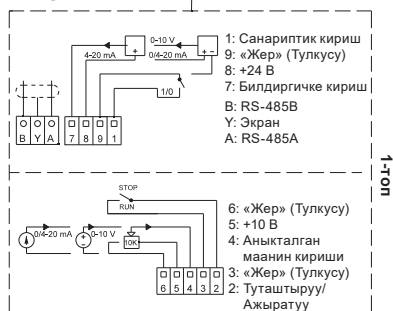 0-10 V
4-20 mA
0/4-20 mA
+
+ -
1/0
B Y A
7 8 9 1
1: Санариптик кириш
9: «Жер» (Тулкусу)
8: +24 В
7: Билдиргичке кириш
B: RS-485B
Y: Экран
A: RS-485A
1-топ
STOP
RUN
0/4-20 mA
0-10 V
+
-
10K
6 5 4 3 2
6: «Жер» (Тулкусу)
5: +10 В
4: Аныкталган
маанин кириши
3: «Жер» (Тулкусу)
2: Туташтыруу/
Ажыратуу